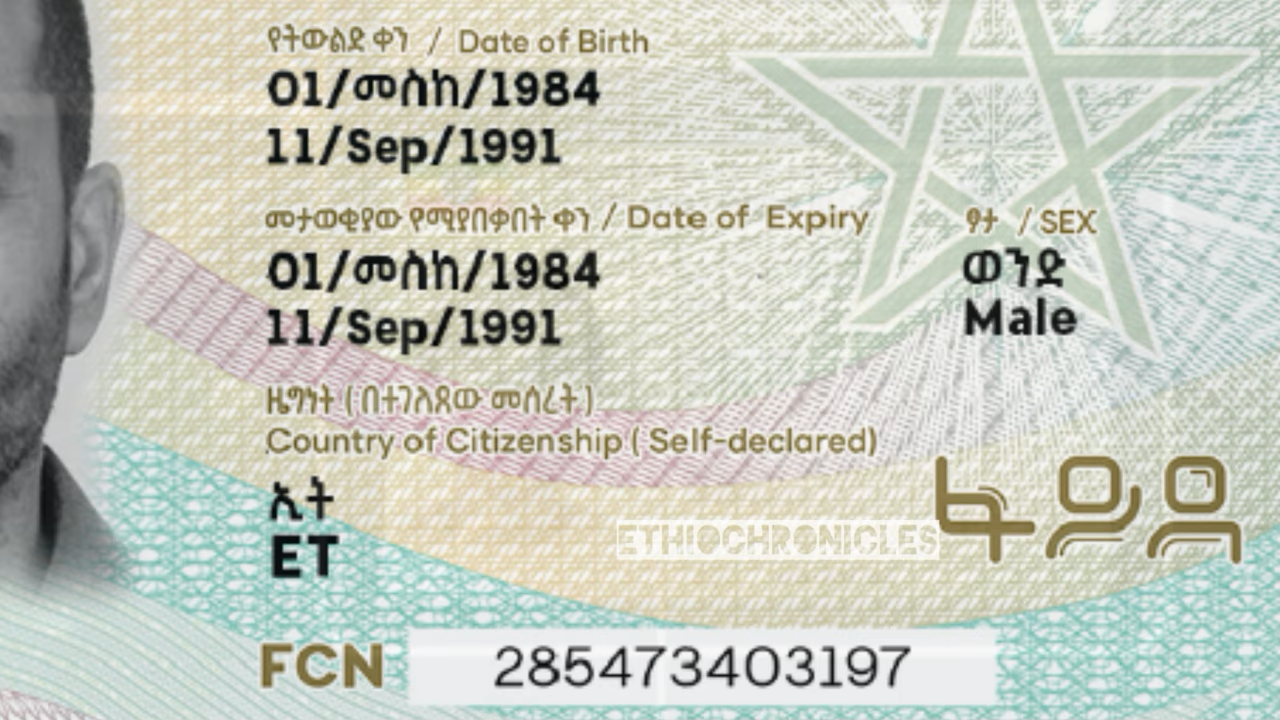 የትውልድ ቀን / Date of Birth
01/መስከ/1984
11/Sep/1991
መታወቂያው የሚያበቃበት ቀን / Date of Expiry
01/መስከ/1984
11/Sep/1991
ፆታ / SEX
ወንድ
Male
ዜግነት ( በተገለጸው መሰረት )
Country of Citizenship ( Self-declared)
ኢት
ET
ፋይዳ
ETHIOCHRONICLES
FCN 285473403197